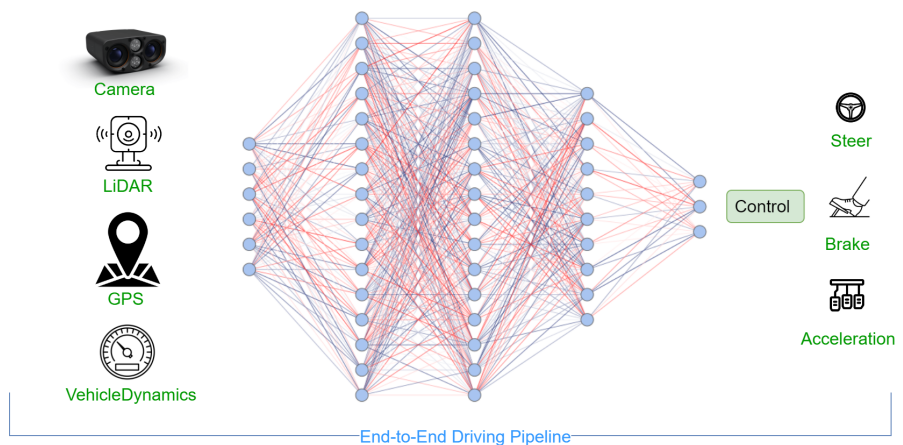 Camera
LiDAR
GPS
VehicleDynamics
Control
Steer
Brake
Acceleration
End-to-End Driving Pipeline